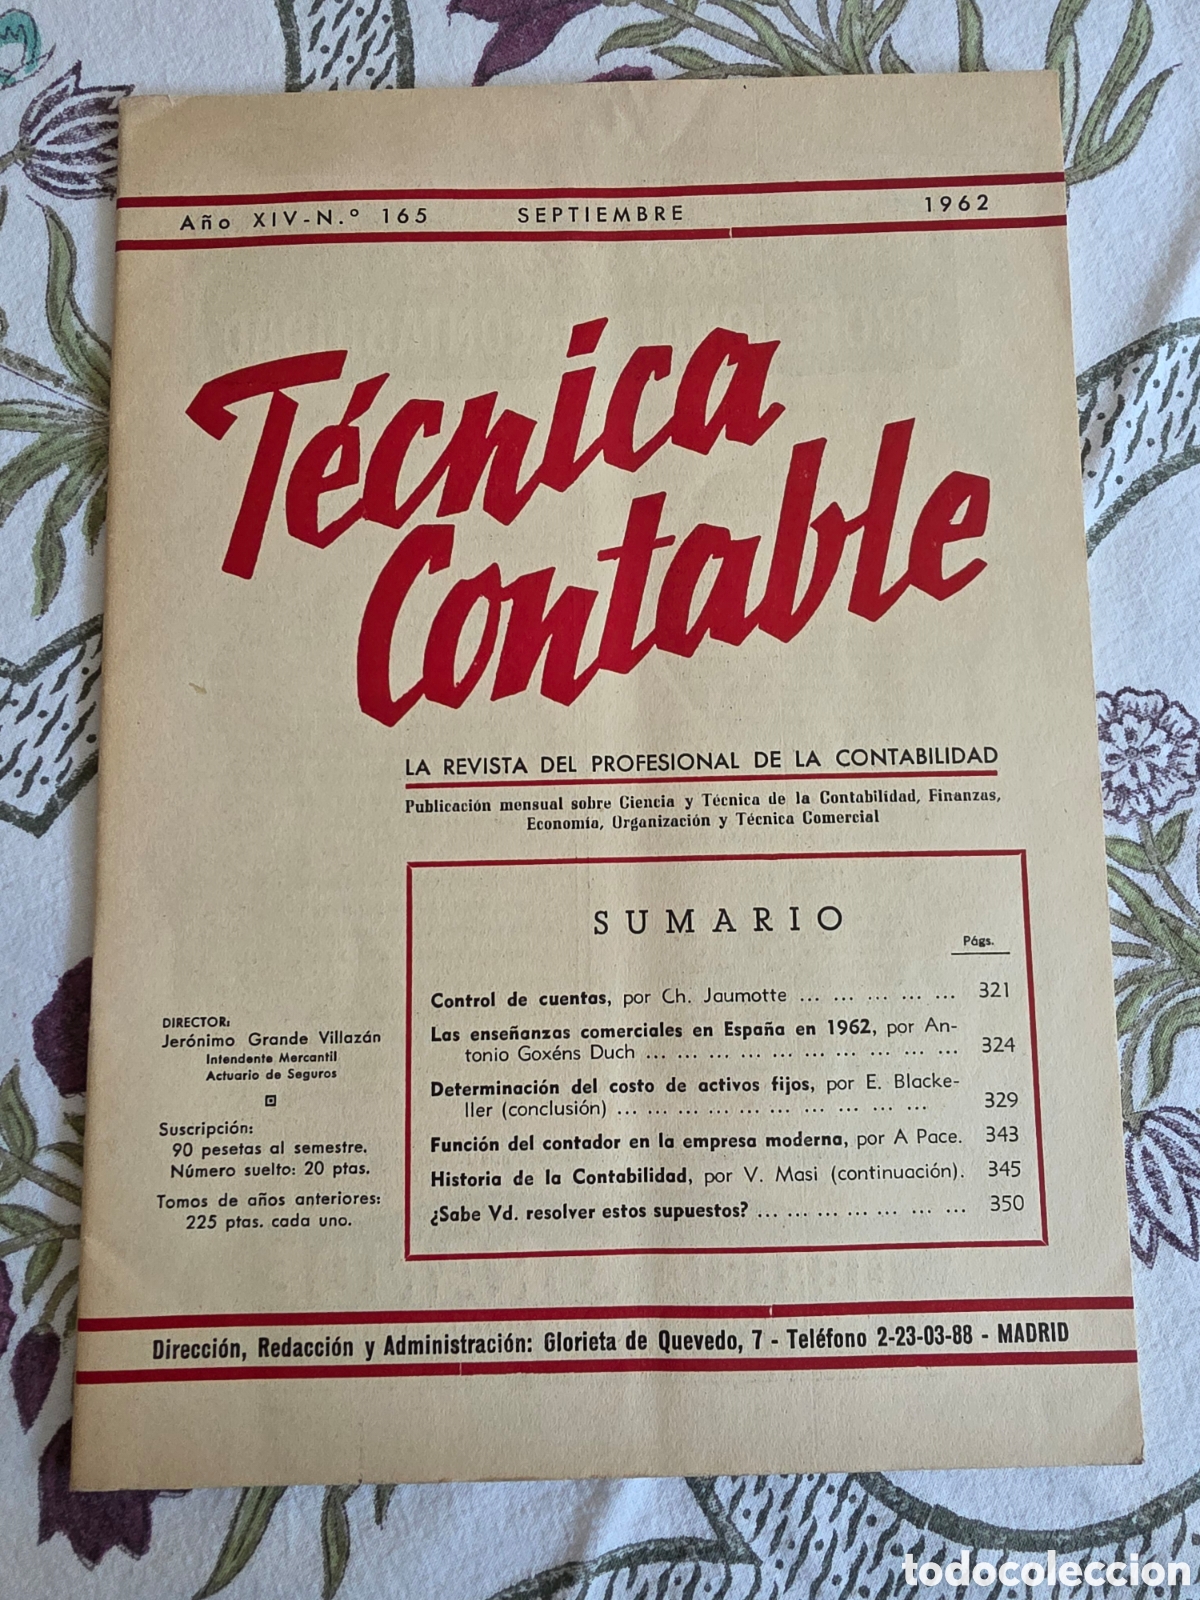 Año XIV-N.º 165 SEPTIEMBRE 1962
Técnica
Contable
LA REVISTA DEL PROFESIONAL DE LA CONTABILIDAD
Publicación mensual sobre Ciencia y Técnica de la Contabilidad, Finanzas,
Economía, Organización y Técnica Comercial
DIRECTOR:
Jerónimo Grande Villazán
Intendente Mercantil
Actuario de Seguros
Suscripción:
90 pesetas al semestre.
Número suelto: 20 ptas.
Tomos de años anteriores:
225 ptas. cada uno.
SUMARIO
Págs.
Control de cuentas, por Ch. Jaumotte ... ... ... ... ... 321
Las enseñanzas comerciales en España en 1962, por An-
tonio Goxéns Duch ... ... ... ... ... ... ... ... ... ... 324
Determinación del costo de activos fijos, por E. Blacke-
ller (conclusión) ... ... ... ... ... ... ... ... ... ... 329
Función del contador en la empresa moderna, por A Pace. 343
Historia de la Contabilidad, por V. Masi (continuación). 345
¿Sabe Vd. resolver estos supuestos? ... ... ... ... ... ... ... 350
Dirección, Redacción y Administración: Glorieta de Quevedo, 7 - Teléfono 2-23-03-88 - MADRID
todocoleccion